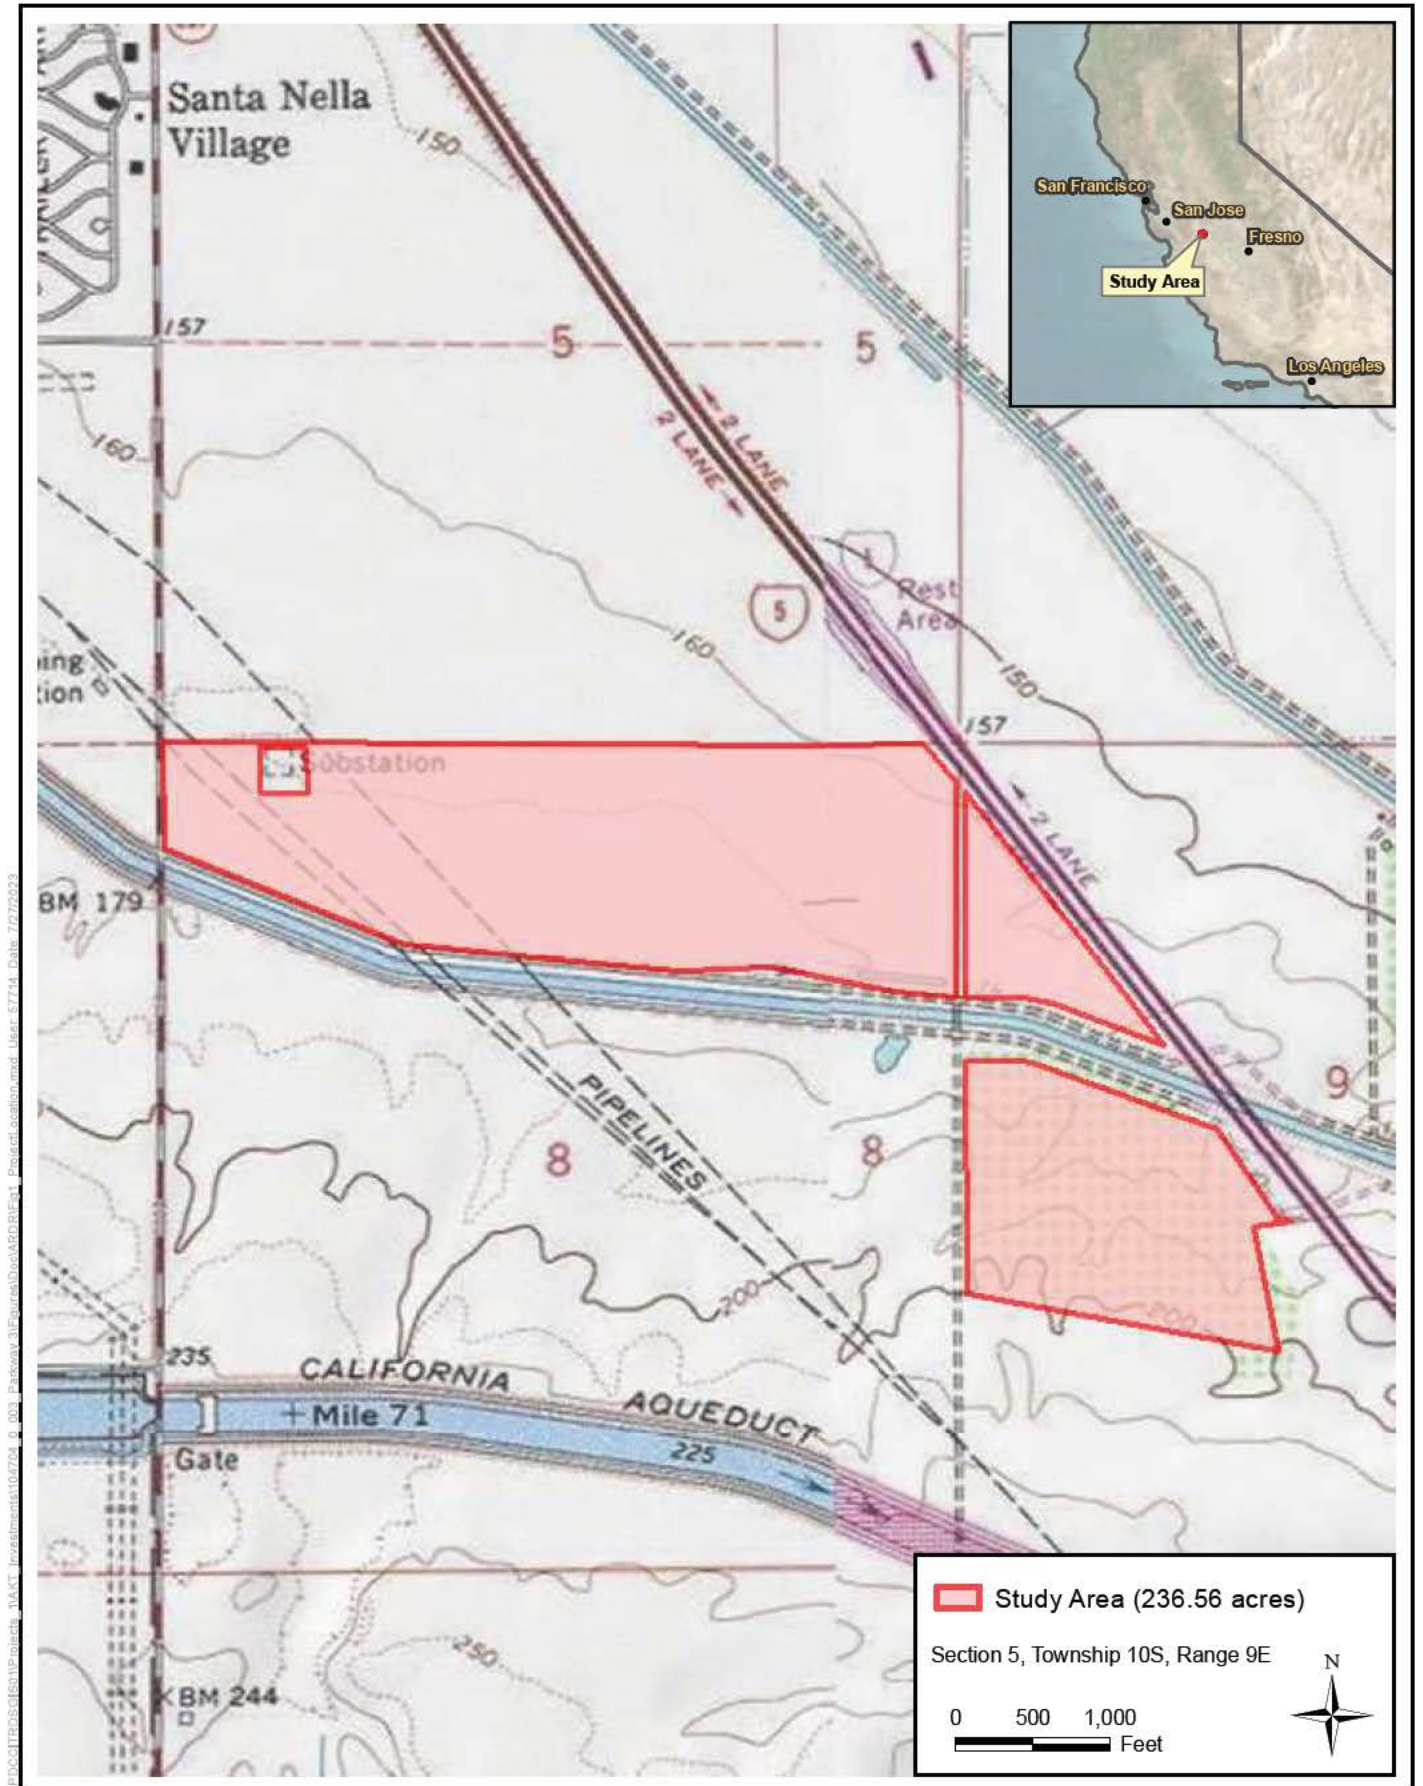 Santa Nella
Village
150
157
5
5
2 LANE
2 LANE
160
160
5
Rest
Area
150
157
ing
ion
Substation
2 LANE
BM 179
9
PIPELINES
8
8
200
200
235
CALIFORNIA AQUEDUCT
Mile 71
225
Gate
250
BM 244
San Francisco
San Jose
Fresno
Study Area
Los Angeles
Study Area (236.56 acres)
Section 5, Township 10S, Range 9E
N
0 500 1,000
Feet